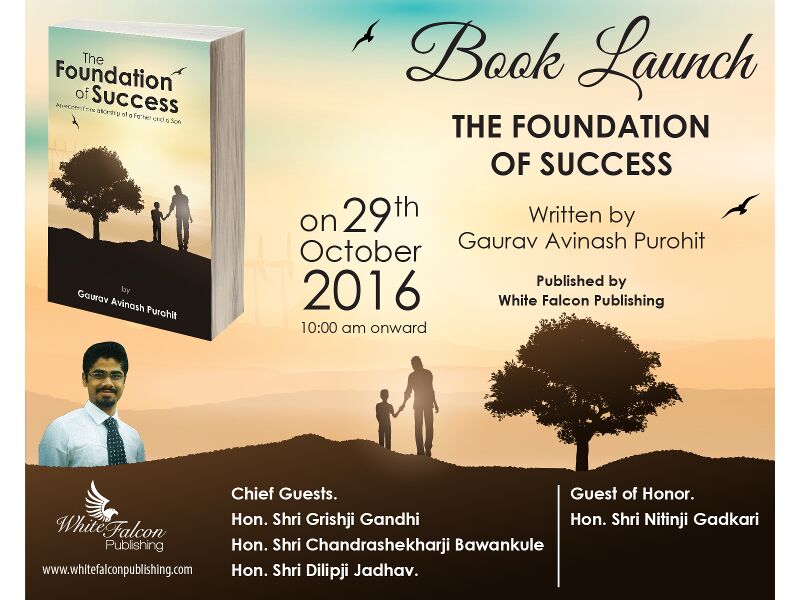 The
Foundation
of Success
by
Gaurav Avinash Purohit
Book Launch
THE FOUNDATION
OF SUCCESS
Written by
Gaurav Avinash Purohit
Published by
White Falcon Publishing
on 29th
October
2016
10:00 am onward
White Falcon
Publishing
www.whitefalconpublishing.com
Chief Guests.
Hon. Shri Grishji Gandhi
Hon. Shri Chandrashekharji Bawankule
Hon. Shri Dilipji Jadhav.
Guest of Honor.
Hon. Shri Nitinji Gadkari